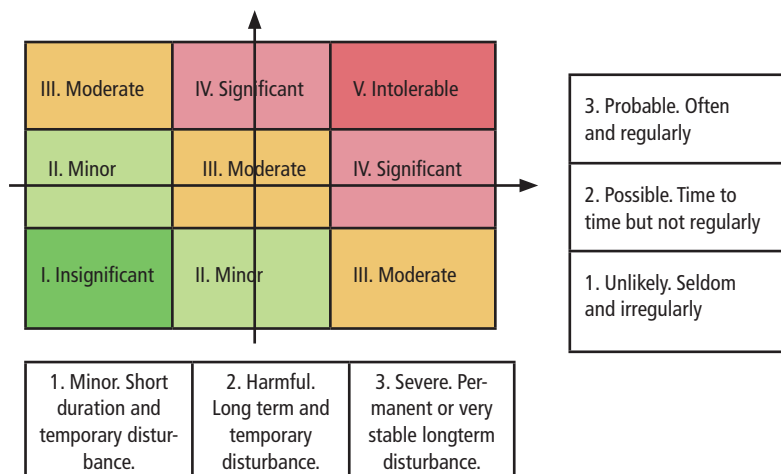 III. Moderate
IV. Significant
V. Intolerable
II. Minor
III. Moderate
IV. Significant
I. Insignificant
II. Minor
III. Moderate
3. Probable. Often
and regularly
2. Possible. Time to
time but not regularly
1. Unlikely. Seldom
and irregularly
1. Minor. Short
duration and
temporary distur-
bance.
2. Harmful.
Long term and
temporary
disturbance.
3. Severe. Per-
manent or very
stable longterm
disturbance.